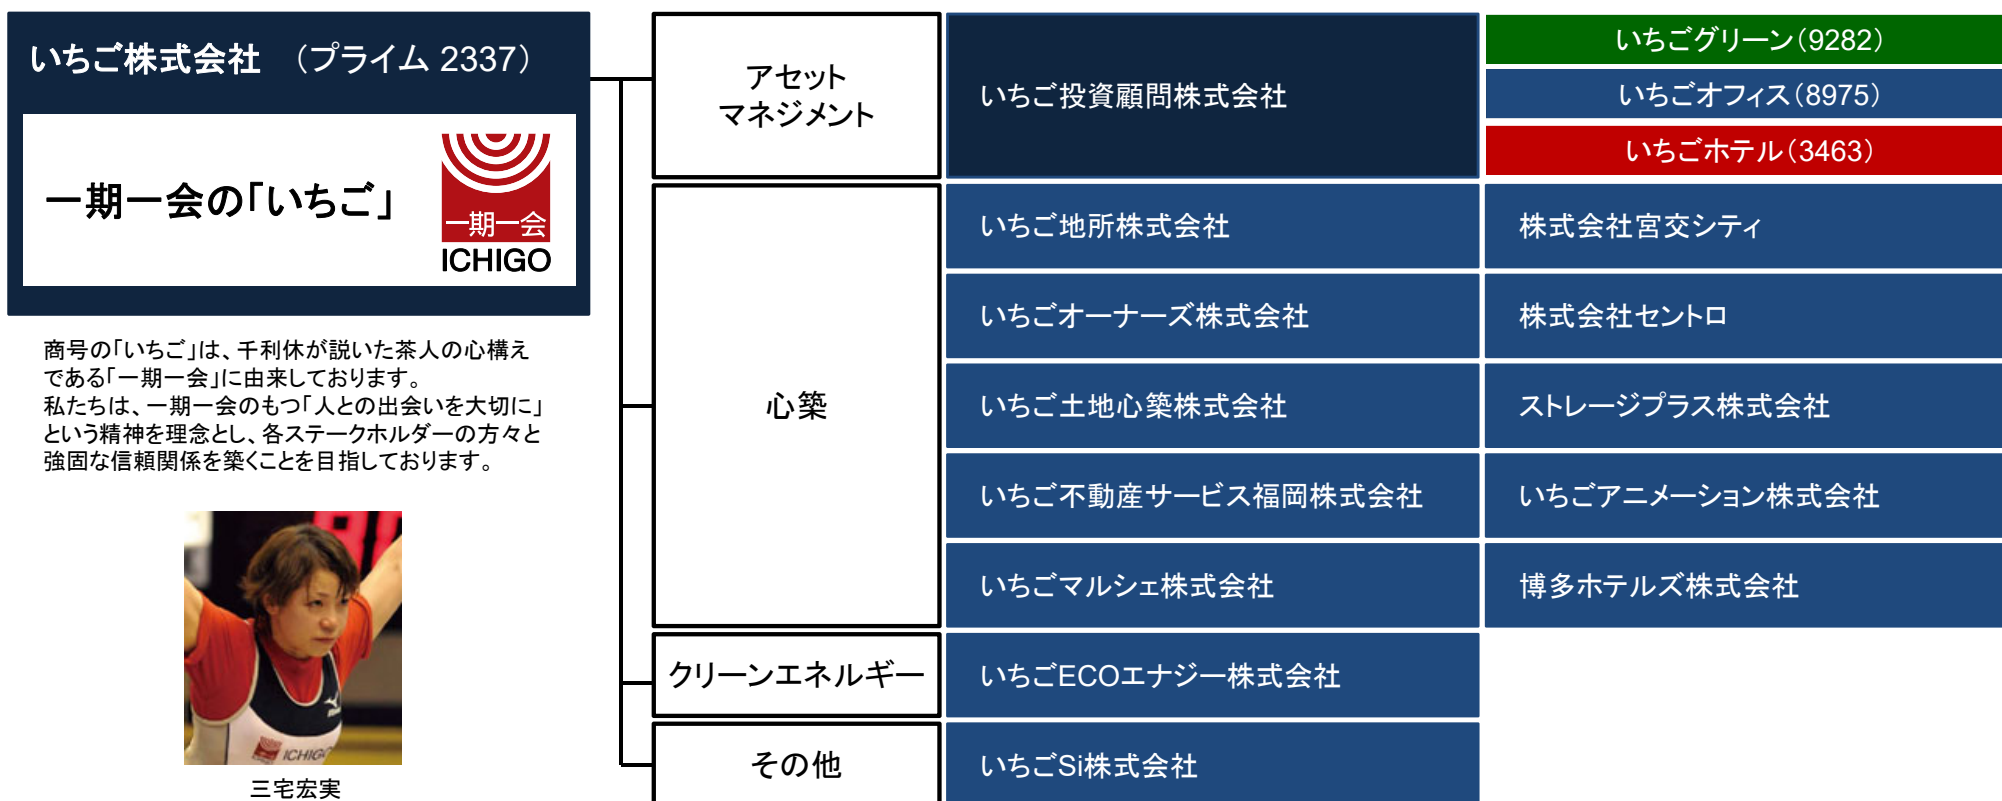 いちご株式会社 （プライム 2337）
一期一会の「いちご」
一期一会
ICHIGO
商号の「いちご」は、千利休が説いた茶人の心構え
である「一期一会」に由来しております。
私たちは、一期一会のもつ「人との出会いを大切に」
という精神を理念とし、各ステークホルダーの方々と
強固な信頼関係を築くことを目指しております。
ICHIGO
三宅宏実
アセット
マネジメント
いちご投資顧問株式会社
いちごグリーン（9282）
いちごオフィス（8975）
いちごホテル（3463）
心築
いちご地所株式会社
株式会社宮交シティ
いちごオーナーズ株式会社
株式会社セントロ
いちご土地心築株式会社
ストレージプラス株式会社
いちご不動産サービス福岡株式会社
いちごアニメーション株式会社
いちごマルシェ株式会社
博多ホテルズ株式会社
クリーンエネルギー
いちごECOエナジー株式会社
その他
いちごSi株式会社